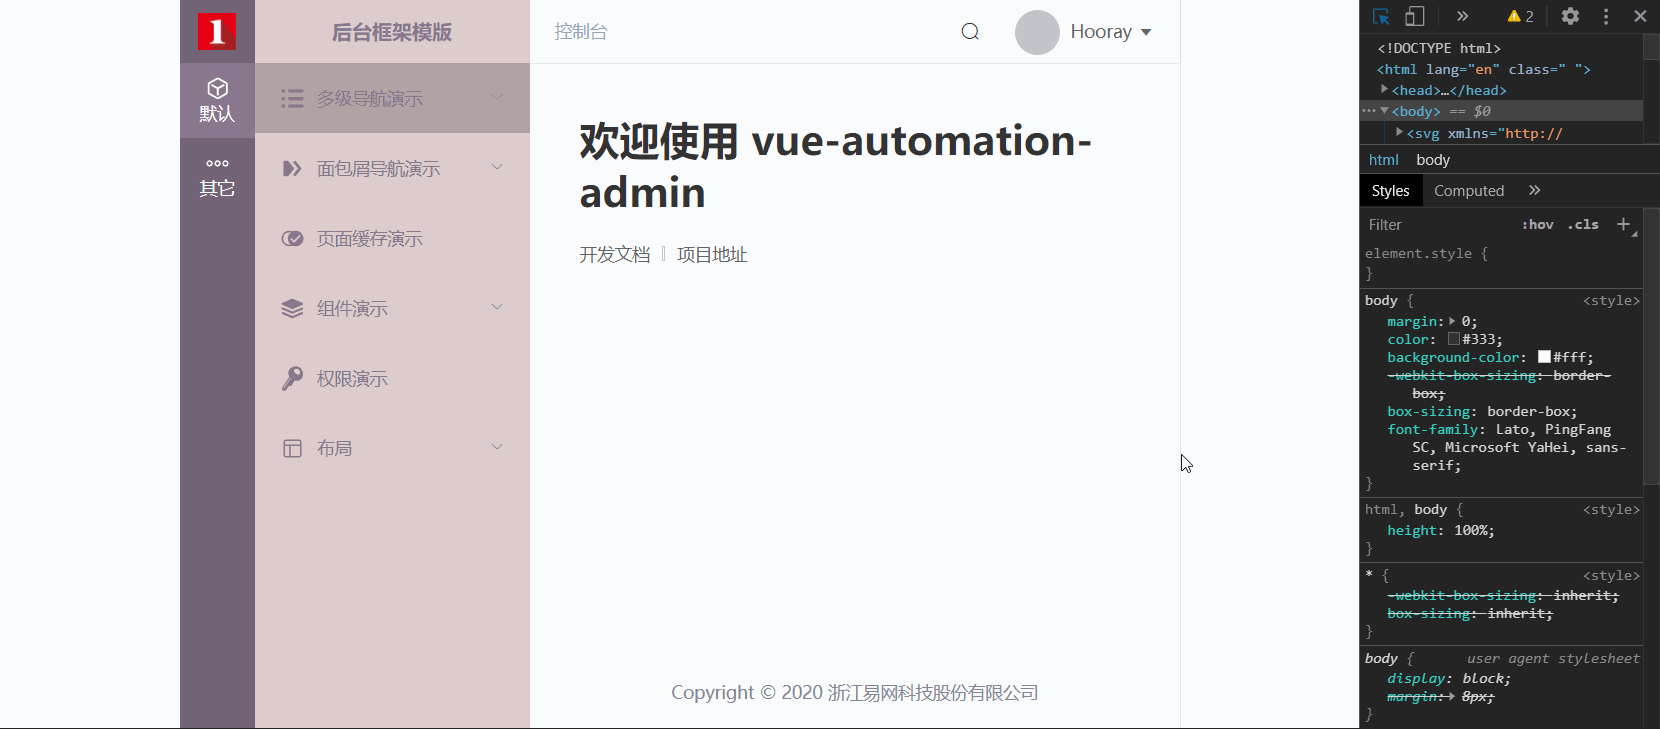 1
默认
其它
后台框架模版
多级导航演示
面包屑导航演示
页面缓存演示
组件演示
权限演示
布局
控制台
Hooray
欢迎使用 vue-automation-
admin
开发文档
项目地址
Copyright © 2020 浙江易网科技股份有限公司
» 2
<!DOCTYPE html>
<html lang="en" class=" ">
<head>…</head>
… <body> == $0
<svg xmlns="http://
html body
Styles Computed »
Filter :hov .cls +
element.style {
}
body { <style>
margin: 0;
color: #333;
background-color: #fff;
-webkit-box-sizing: border-
box;
box-sizing: border-box;
font-family: Lato, PingFang
SC, Microsoft YaHei, sans-
serif;
}
html, body { <style>
height: 100%;
}
* { <style>
-webkit-box-sizing: inherit;
box-sizing: inherit;
}
body { user agent stylesheet
display: block;
margin: 8px;
}